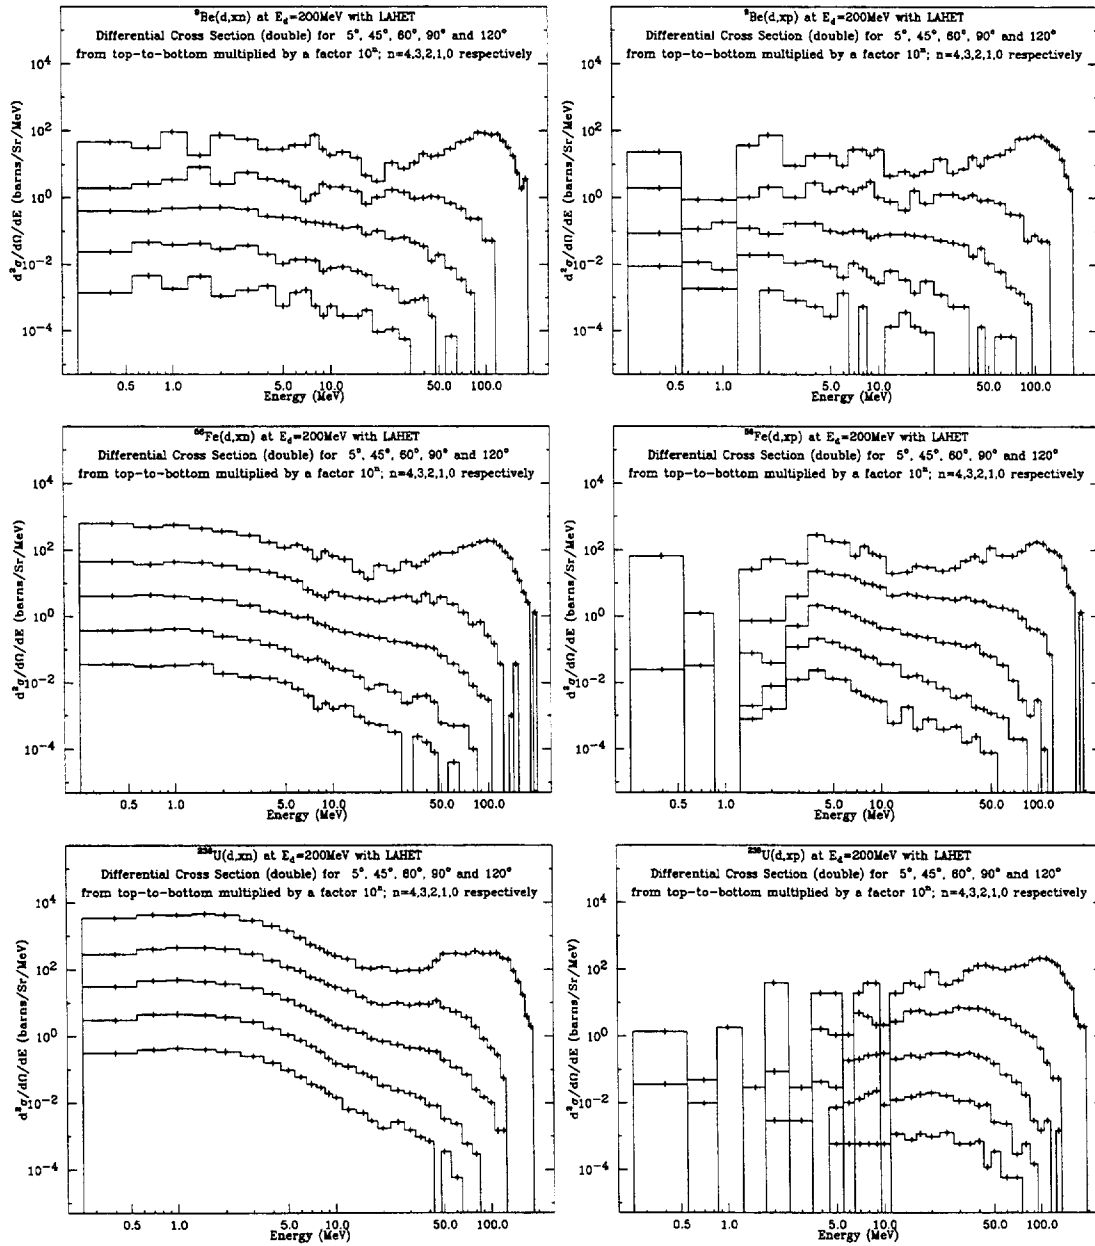 ⁹Be(d,xn) at E_d=200MeV with LAHET
Differential Cross Section (double) for 5°, 45°, 60°, 90° and 120°
from top-to-bottom multiplied by a factor 10ⁿ; n=4,3,2,1,0 respectively
10⁴
10²
10⁰
10⁻²
10⁻⁴
d²σ/dΩ/dE (barns/Sr/MeV)
0.5 1.0 5.0 10.0 50.0 100.0
Energy (MeV)
⁹Be(d,xp) at E_d=200MeV with LAHET
Differential Cross Section (double) for 5°, 45°, 60°, 90° and 120°
from top-to-bottom multiplied by a factor 10ⁿ; n=4,3,2,1,0 respectively
10⁴
10²
10⁰
10⁻²
10⁻⁴
d²σ/dΩ/dE (barns/Sr/MeV)
0.5 1.0 5.0 10.0 50.0 100.0
Energy (MeV)
⁵⁶Fe(d,xn) at E_d=200MeV with LAHET
Differential Cross Section (double) for 5°, 45°, 60°, 90° and 120°
from top-to-bottom multiplied by a factor 10ⁿ; n=4,3,2,1,0 respectively
10⁴
10²
10⁰
10⁻²
10⁻⁴
d²σ/dΩ/dE (barns/Sr/MeV)
0.5 1.0 5.0 10.0 50.0 100.0
Energy (MeV)
⁵⁶Fe(d,xp) at E_d=200MeV with LAHET
Differential Cross Section (double) for 5°, 45°, 60°, 90° and 120°
from top-to-bottom multiplied by a factor 10ⁿ; n=4,3,2,1,0 respectively
10⁴
10²
10⁰
10⁻²
10⁻⁴
d²σ/dΩ/dE (barns/Sr/MeV)
0.5 1.0 5.0 10.0 50.0 100.0
Energy (MeV)
²³⁸U(d,xn) at E_d=200MeV with LAHET
Differential Cross Section (double) for 5°, 45°, 60°, 90° and 120°
from top-to-bottom multiplied by a factor 10ⁿ; n=4,3,2,1,0 respectively
10⁴
10²
10⁰
10⁻²
10⁻⁴
d²σ/dΩ/dE (barns/Sr/MeV)
0.5 1.0 5.0 10.0 50.0 100.0
Energy (MeV)
²³⁸U(d,xp) at E_d=200MeV with LAHET
Differential Cross Section (double) for 5°, 45°, 60°, 90° and 120°
from top-to-bottom multiplied by a factor 10ⁿ; n=4,3,2,1,0 respectively
10⁴
10²
10⁰
10⁻²
10⁻⁴
d²σ/dΩ/dE (barns/Sr/MeV)
0.5 1.0 5.0 10.0 50.0 100.0
Energy (MeV)